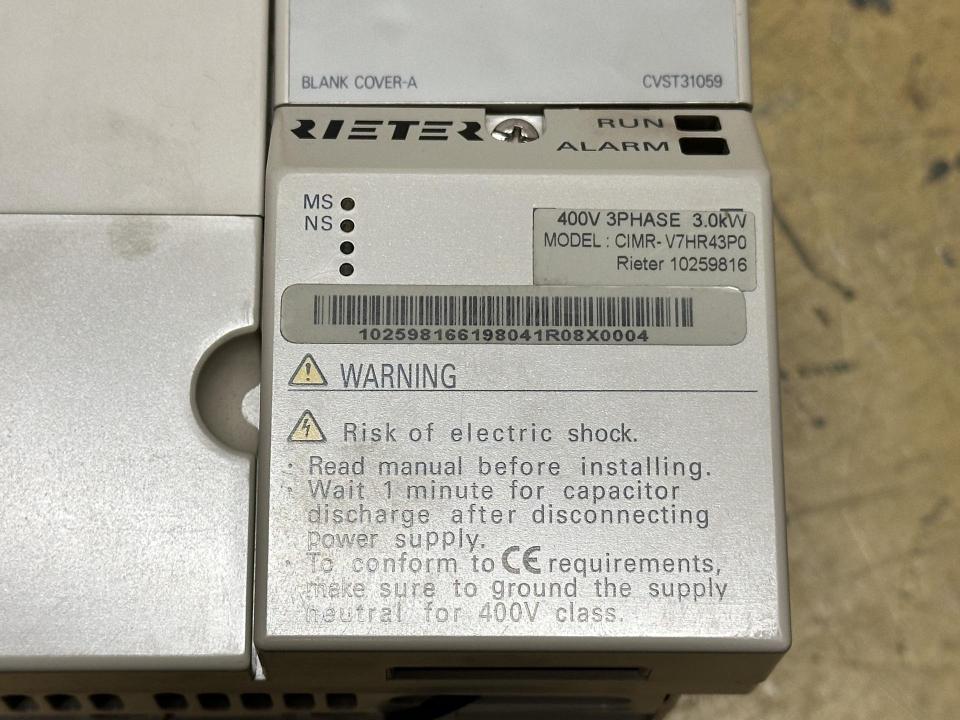 BLANK COVER-A CVST31059
RIETER
RUN
ALARM
MS
NS
400V 3PHASE 3.0kW
MODEL : CIMR- V7HR43P0
Rieter 10259816
102598166198041R08X0004
WARNING
Risk of electric shock.
· Read manual before installing.
· Wait 1 minute for capacitor
discharge after disconnecting
power supply.
· To conform to CE requirements,
make sure to ground the supply
neutral for 400V class.